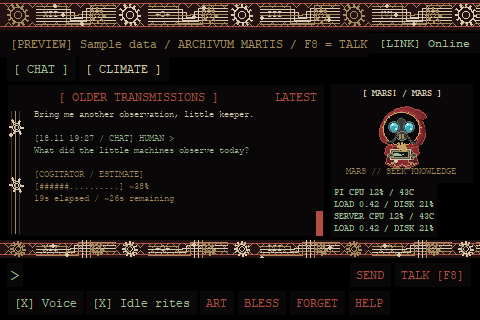 [PREVIEW] Sample data / ARCHIVUM MARTIS / F8 = TALK [LINK] Online
[ CHAT ] [ CLIMATE ]
[ OLDER TRANSMISSIONS ] LATEST
Bring me another observation, little keeper.
[18.11 19:27 / CHAT] HUMAN >
What did the little machines observe today?
[COGITATOR / ESTIMATE]
[######..........] ~38%
19s elapsed / ~26s remaining
[ MARS! / MARS ]
MARS // SEEK KNOWLEDGE
PI CPU 12% / 43C
LOAD 0.42 / DISK 21%
SERVER CPU 12% / 43C
LOAD 0.42 / DISK 21%
> SEND TALK [F8]
[X] Voice [X] Idle rites ART BLESS FORGET HELP